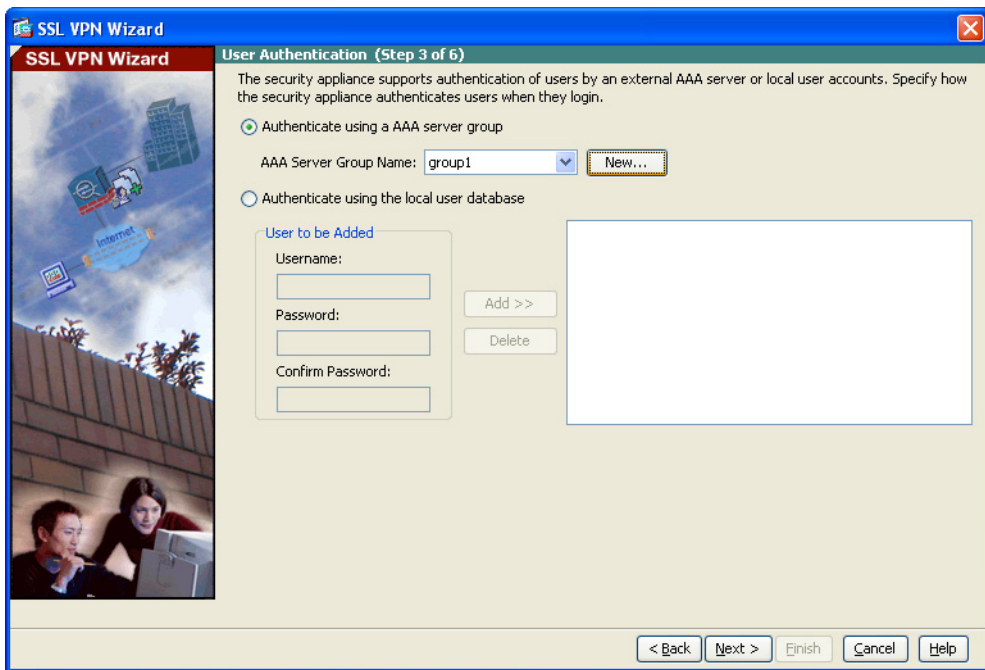 SSL VPN Wizard
SSL VPN Wizard
User Authentication (Step 3 of 6)
The security appliance supports authentication of users by an external AAA server or local user accounts. Specify how
the security appliance authenticates users when they login.
Authenticate using a AAA server group
AAA Server Group Name:
group1
New...
Authenticate using the local user database
User to be Added
Username:
Password:
Confirm Password:
Add >>
Delete
Internet
< Back
Next >
Finish
Cancel
Help